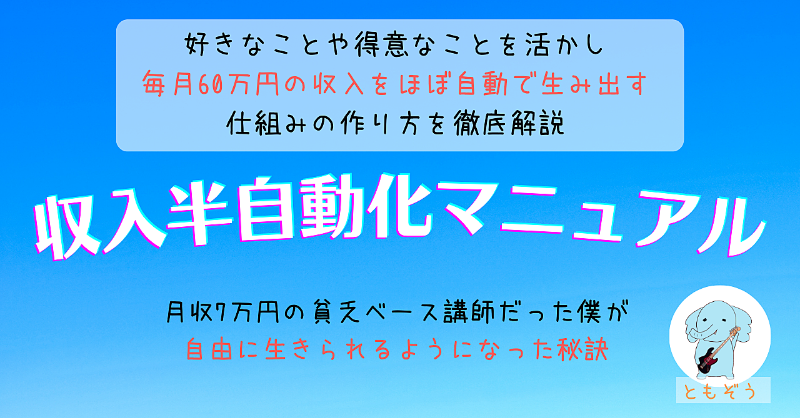 好きなことや得意なことを活かし
毎月60万円の収入をほぼ自動で生み出す
仕組みの作り方を徹底解説
収入半自動化マニュアル
月収7万円の貧乏ベース講師だった僕が
自由に生きられるようになった秘訣
ともぞう